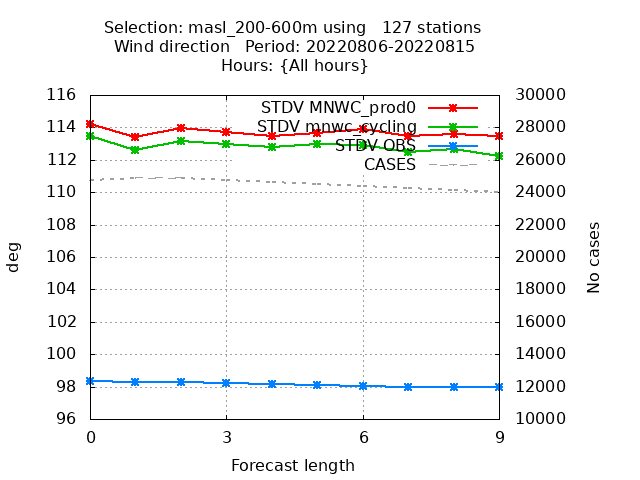 Selection: masl_200-600m using   127 stations
Wind direction   Period: 20220806-20220815
Hours: {All hours}
116 30000
STDV MNWC_prod0
114 28000
STDV mnwc_cycling
STDV OBS
112 26000
CASES
110 24000
108 22000
106 20000
deg
No cases
104 18000
102 16000
100 14000
98 12000
96 10000
0 3 6 9
Forecast length